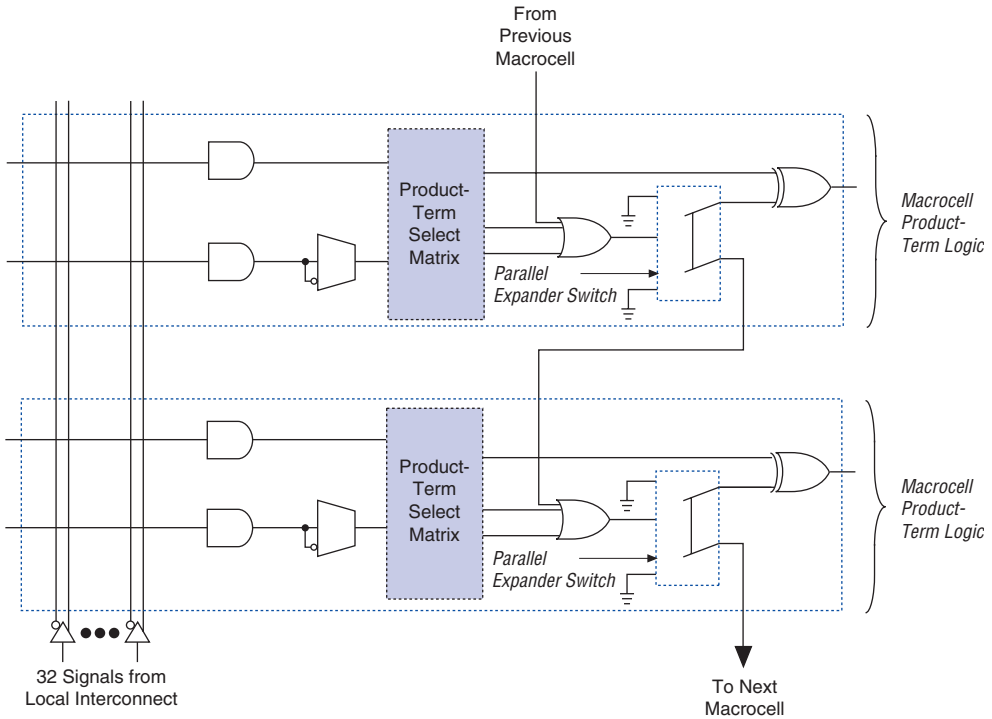 From
Previous
Macrocell
Product-
Term
Select
Matrix
Parallel
Expander Switch
Macrocell
Product-
Term Logic
Product-
Term
Select
Matrix
Parallel
Expander Switch
Macrocell
Product-
Term Logic
32 Signals from
Local Interconnect
To Next
Macrocell